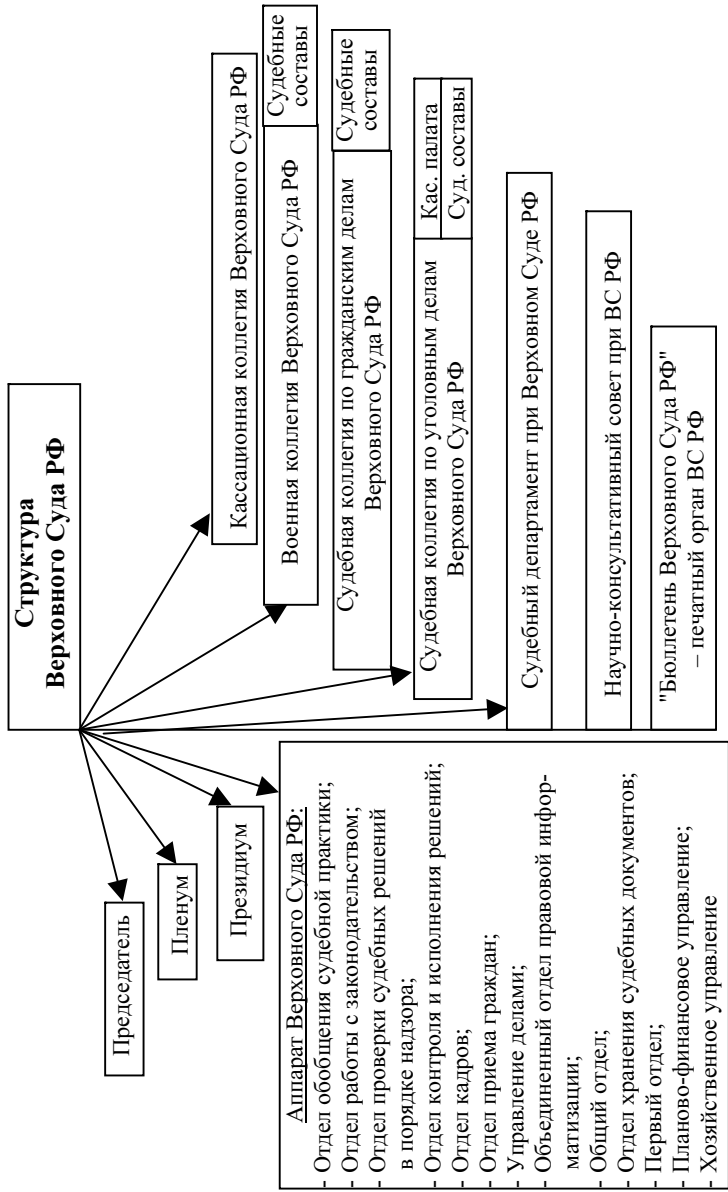 Структура
Верховного Суда РФ
Председатель
Пленум
Президиум
Аппарат Верховного Суда РФ:
- Отдел обобщения судебной практики;
- Отдел работы с законодательством;
- Отдел проверки судебных решений
в порядке надзора;
- Отдел контроля и исполнения решений;
- Отдел кадров;
- Отдел приема граждан;
- Управление делами;
- Объединенный отдел правовой инфор-
матизации;
- Общий отдел;
- Отдел хранения судебных документов;
- Первый отдел;
- Планово-финансовое управление;
- Хозяйственное управление
Кассационная коллегия Верховного Суда РФ
Военная коллегия Верховного Суда РФ
Судебные
составы
Судебная коллегия по гражданским делам
Верховного Суда РФ
Судебные
составы
Судебная коллегия по уголовным делам
Верховного Суда РФ
Кас. палата
Суд. составы
Судебный департамент при Верховном Суде РФ
Научно-консультативный совет при ВС РФ
"Бюллетень Верховного Суда РФ"
– печатный орган ВС РФ